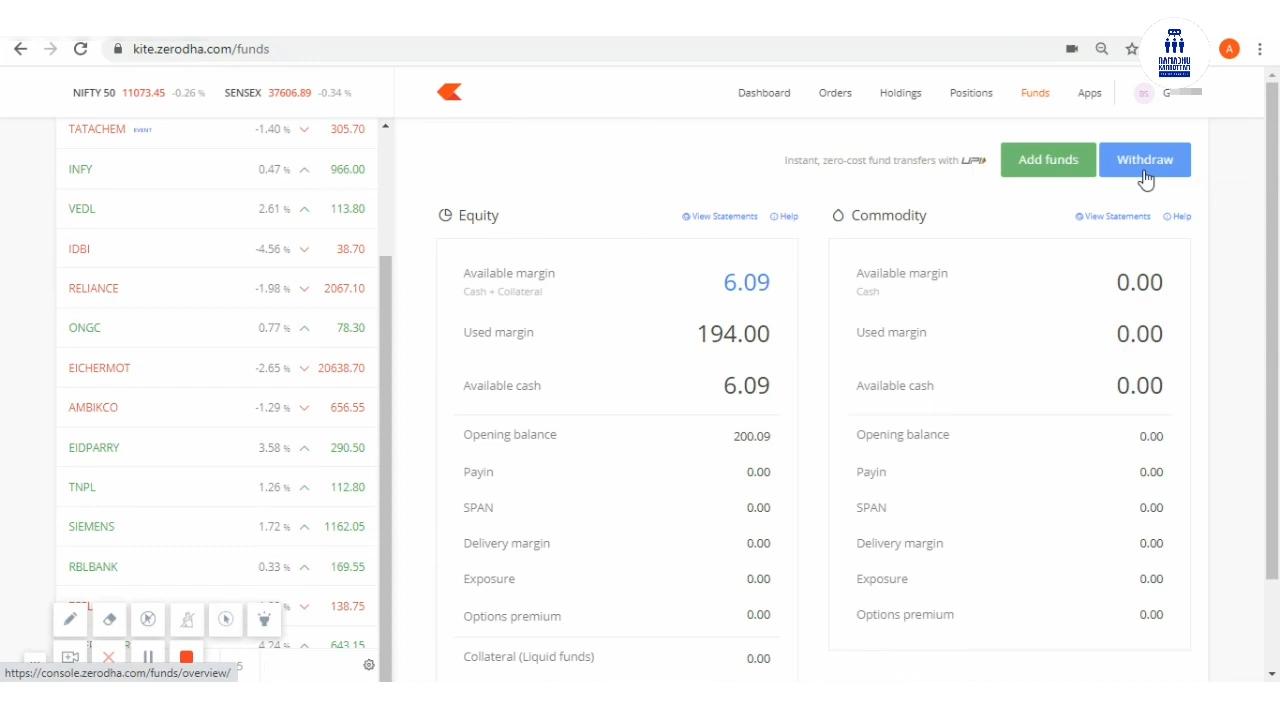 kite.zerodha.com/funds
NAMADHU
A
NIFTY 50 11073.45 -0.26 % SENSEX 37606.89 -0.34 %
Dashboard Orders Holdings Positions Funds Apps DS G
TATACHEM EVENT -1.40 % 305.70
INFY 0.47 % 966.00
VEDL 2.61 % 113.80
IDBI -4.56 % 38.70
RELIANCE -1.98 % 2067.10
ONGC 0.77 % 78.30
EICHERMOT -2.65 % 20638.70
AMBIKCO -1.29 % 656.55
EIDPARRY 3.58 % 290.50
TNPL 1.26 % 112.80
SIEMENS 1.72 % 1162.05
RBLBANK 0.33 % 169.55
138.75
4.24 % 643.15
5
Instant, zero-cost fund transfers with UPI Add funds Withdraw
Equity View Statements Help
Available margin 6.09
Cash + Collateral
Used margin 194.00
Available cash 6.09
Opening balance 200.09
Payin 0.00
SPAN 0.00
Delivery margin 0.00
Exposure 0.00
Options premium 0.00
Collateral (Liquid funds) 0.00
Commodity View Statements Help
Available margin 0.00
Cash
Used margin 0.00
Available cash 0.00
Opening balance 0.00
Payin 0.00
SPAN 0.00
Delivery margin 0.00
Exposure 0.00
Options premium 0.00
https://console.zerodha.com/funds/overview/